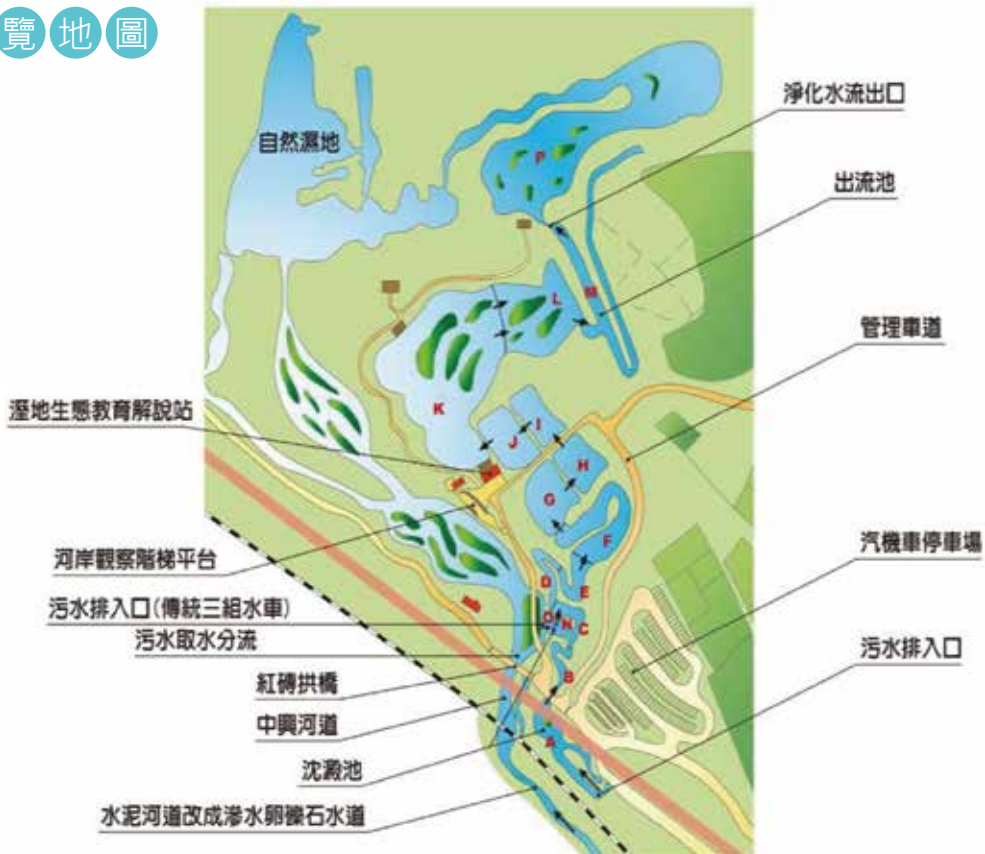 覽地圖
自然濕地
淨化水流出口
出流池
管理車道
汽機車停車場
污水排入口
溼地生態教育解說站
河岸觀察階梯平台
污水排入口(傳統三組水車)
污水取水分流
紅磚拱橋
中興河道
沈澱池
水泥河道改成滲水卵礫石水道
P
L
M
K
J
I
H
G
F
D
E
O
N
C
B
A